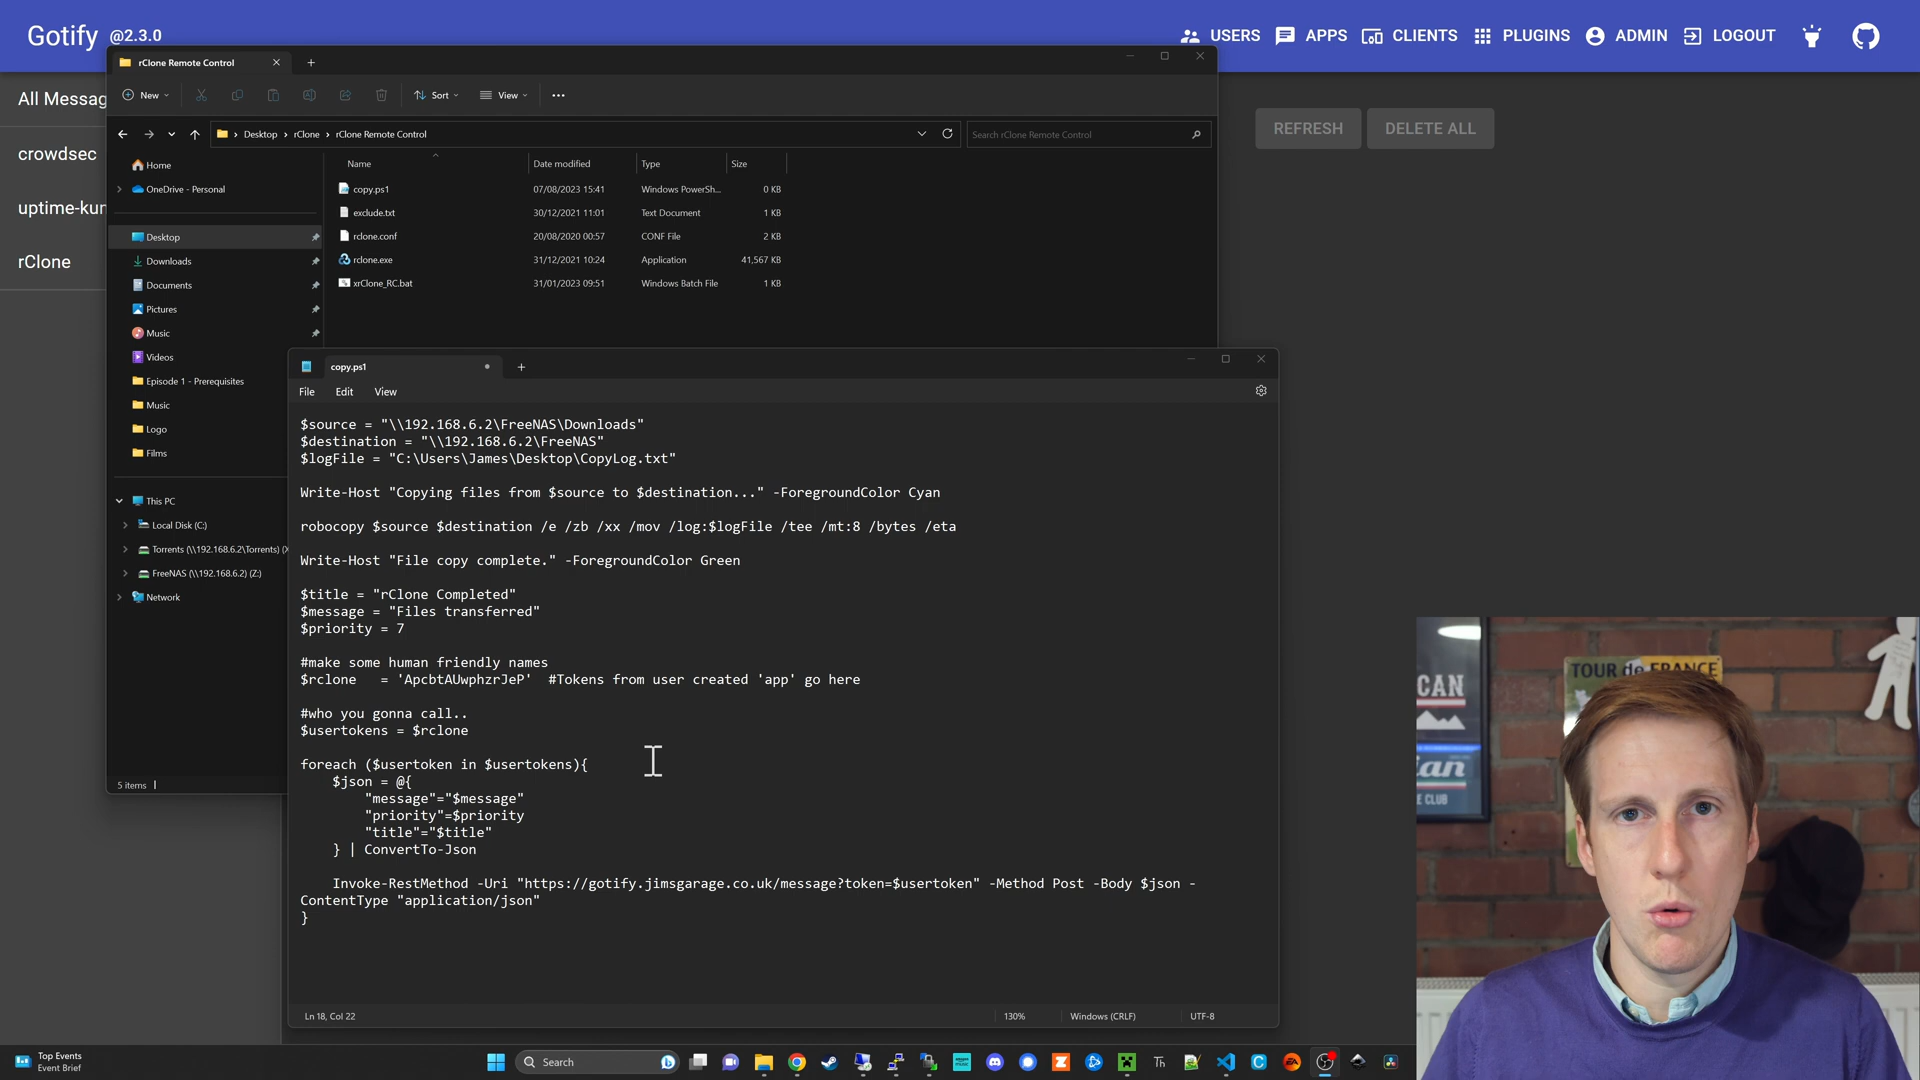 Gotify @2.3.0
USERS APPS CLIENTS PLUGINS ADMIN LOGOUT
rClone Remote Control
All Messag
New Sort View
REFRESH DELETE ALL
Desktop rClone rClone Remote Control
Search rClone Remote Control
crowdsec
uptime-kun
rClone
Home
OneDrive - Personal
Desktop
Downloads
Documents
Pictures
Music
Videos
Episode 1 - Prerequisites
Music
Logo
Films
This PC
Local Disk (C:)
Torrents (\\192.168.6.2\Torrents) (X
FreeNAS (\\192.168.6.2) (Z:)
Network
5 items
Name Date modified Type Size
copy.ps1 07/08/2023 15:41 Windows PowerSh... 0 KB
exclude.txt 30/12/2021 11:01 Text Document 1 KB
rclone.conf 20/08/2020 00:57 CONF File 2 KB
rclone.exe 31/12/2021 10:24 Application 41,567 KB
xrClone_RC.bat 31/01/2023 09:51 Windows Batch File 1 KB
copy.ps1
File Edit View
$source = "\\192.168.6.2\FreeNAS\Downloads"
$destination = "\\192.168.6.2\FreeNAS"
$logFile = "C:\Users\James\Desktop\CopyLog.txt"
Write-Host "Copying files from $source to $destination..." -ForegroundColor Cyan
robocopy $source $destination /e /zb /xx /mov /log:$logFile /tee /mt:8 /bytes /eta
Write-Host "File copy complete." -ForegroundColor Green
$title = "rClone Completed"
$message = "Files transferred"
$priority = 7
#make some human friendly names
$rclone   = 'ApcbtAUwphzrJeP'  #Tokens from user created 'app' go here
#who you gonna call..
$usertokens = $rclone
foreach ($usertoken in $usertokens){
$json = @{
"message"="$message"
"priority"=$priority
"title"="$title"
} | ConvertTo-Json
Invoke-RestMethod -Uri "https://gotify.jimsgarage.co.uk/message?token=$usertoken" -Method Post -Body $json -
ContentType "application/json"
}
Ln 18, Col 22 130% Windows (CRLF) UTF-8
CAN
ian
E CLUB
TOUR de FRANCE
Top Events
Event Brief
Search
Th